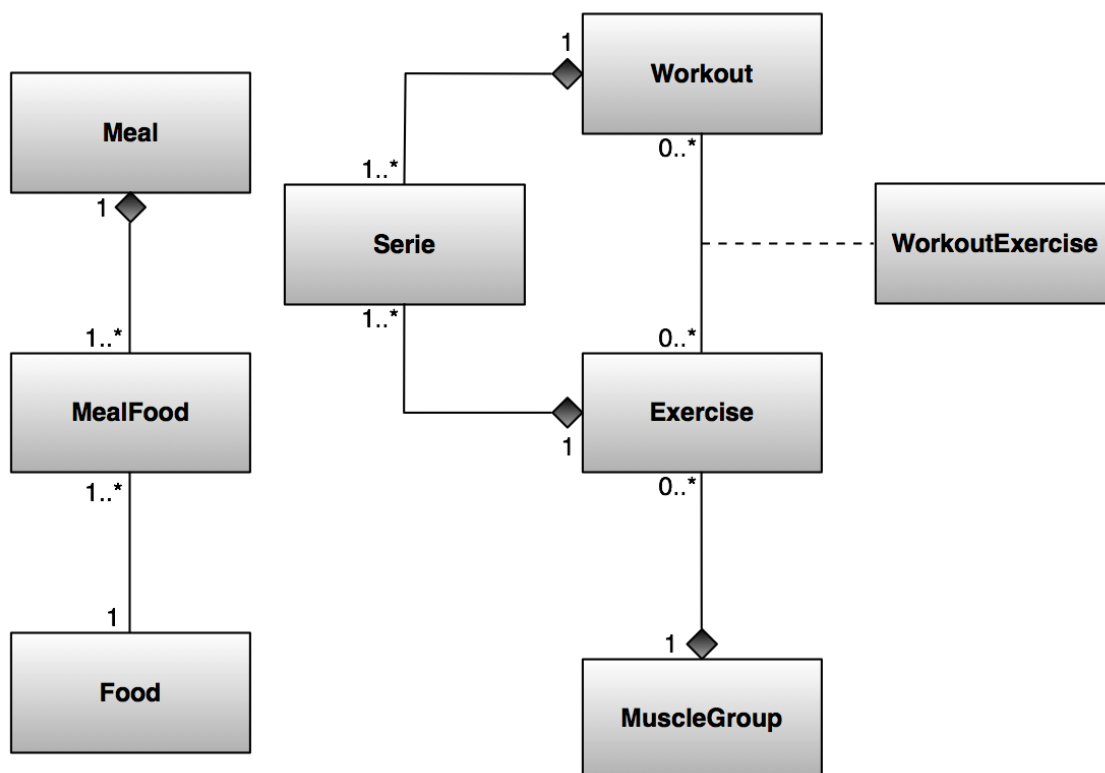 1
Workout
Meal
0..*
1
1..*
Serie
WorkoutExercise
1..*
1..*
0..*
MealFood
Exercise
1
1..*
0..*
1
1
Food
MuscleGroup